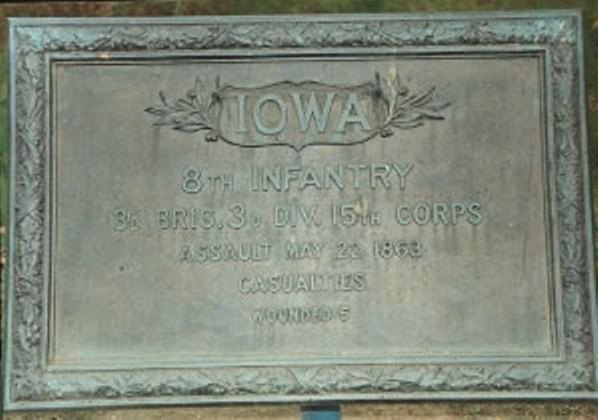 IOWA
8TH INFANTRY
3D BRIG. 3D DIV. 15TH CORPS
ASSAULT MAY 22 1863
CASUALTIES
WOUNDED 5